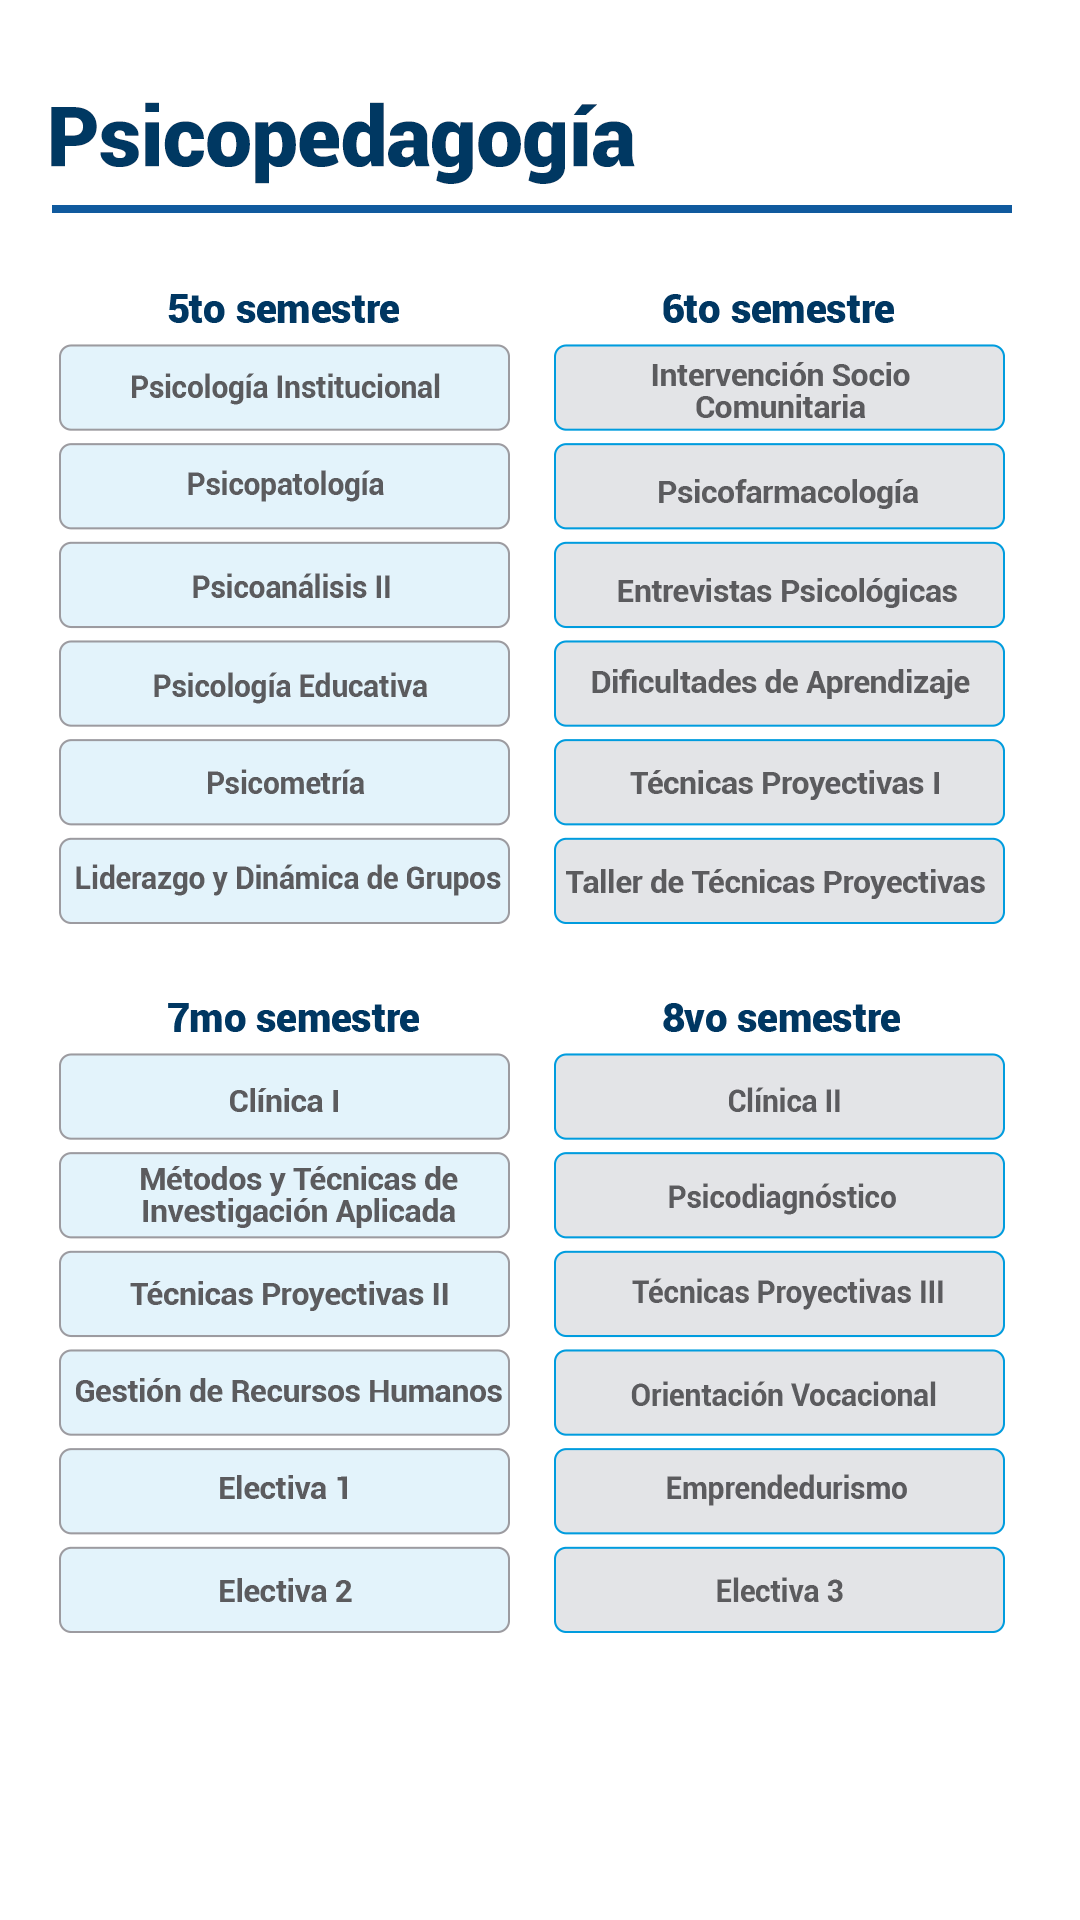 Psicopedagogía
5to semestre
Psicología Institucional
Psicopatología
Psicoanálisis II
Psicología Educativa
Psicometría
Liderazgo y Dinámica de Grupos
6to semestre
Intervención Socio
Comunitaria
Psicofarmacología
Entrevistas Psicológicas
Dificultades de Aprendizaje
Técnicas Proyectivas I
Taller de Técnicas Proyectivas
7mo semestre
Clínica I
Métodos y Técnicas de
Investigación Aplicada
Técnicas Proyectivas II
Gestión de Recursos Humanos
Electiva 1
Electiva 2
8vo semestre
Clínica II
Psicodiagnóstico
Técnicas Proyectivas III
Orientación Vocacional
Emprendedurismo
Electiva 3